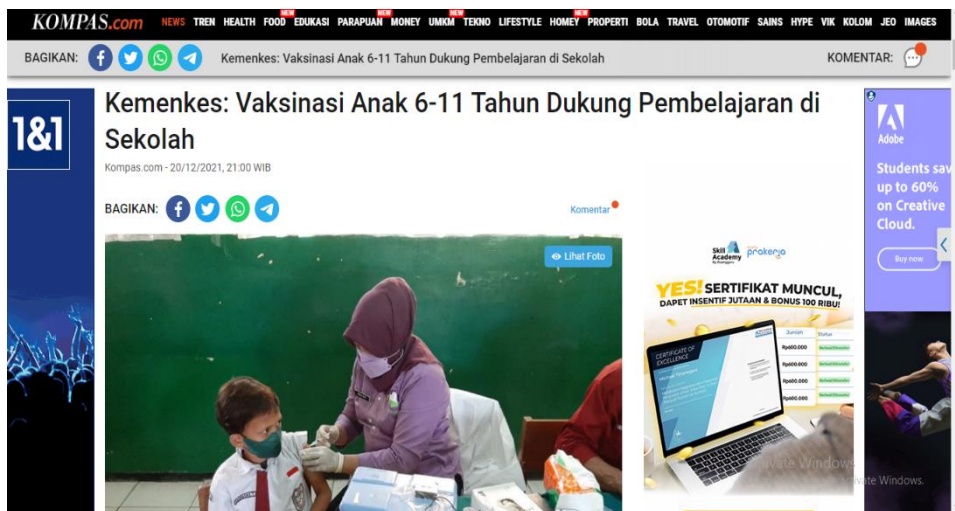 KOMPAS.com NEWS TREN HEALTH FOOD NEW EDUKASI PARAPUAN NEW MONEY UMKM NEW TEKNO LIFESTYLE HOMEY NEW PROPERTI BOLA TRAVEL OTOMOTIF SAINS HYPE VIK KOLOM JEO IMAGES
BAGIKAN: Kemenkes: Vaksinasi Anak 6-11 Tahun Dukung Pembelajaran di Sekolah KOMENTAR:
Kemenkes: Vaksinasi Anak 6-11 Tahun Dukung Pembelajaran di
Sekolah
Kompas.com - 20/12/2021, 21:00 WIB
BAGIKAN:
Komentar
Lihat Foto
1&1
Adobe
Students sav
up to 60%
on Creative
Cloud.
Buy now
Skill
Academy
prakerja
YES! SERTIFIKAT MUNCUL,
DAPET INSENTIF JUTAAN & BONUS 100 RIBU!
CERTIFICATE OF
EXCELLENCE
Jumlah Status
Rp600.000
Rp600.000
Rp600.000
Rp600.000
Activate Windows
vate Windows.